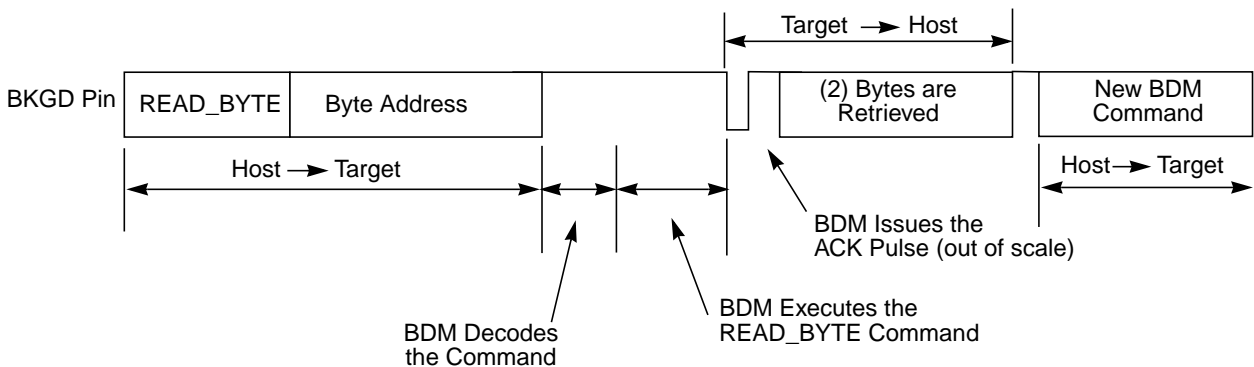 Target → Host
BKGD Pin
READ_BYTE
Byte Address
(2) Bytes are
Retrieved
New BDM
Command
Host → Target
Host → Target
BDM Issues the
ACK Pulse (out of scale)
BDM Decodes
the Command
BDM Executes the
READ_BYTE Command